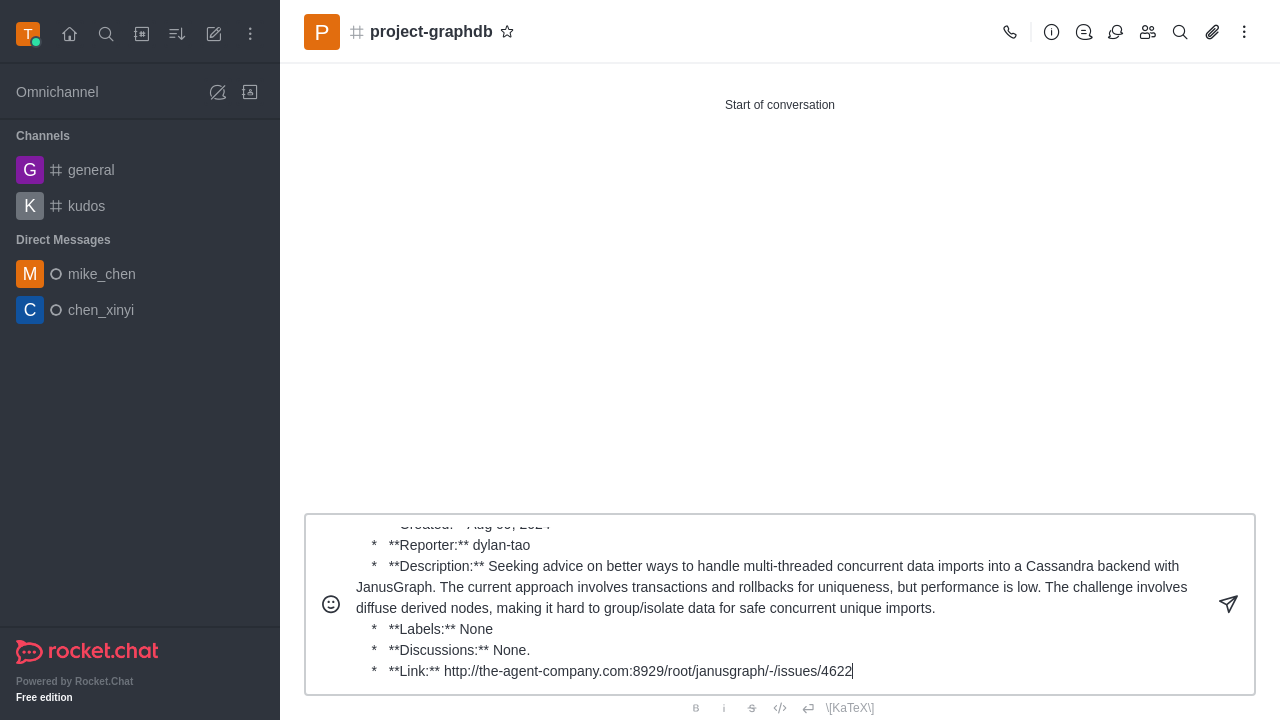 T
Omnichannel
Channels
G general
K kudos
Direct Messages
M mike_chen
C chen_xinyi
rocket.chat
Powered by Rocket.Chat
Free edition
P project-graphdb
Start of conversation
* **Reporter:** dylan-tao
* **Description:** Seeking advice on better ways to handle multi-threaded concurrent data imports into a Cassandra backend with
JanusGraph. The current approach involves transactions and rollbacks for uniqueness, but performance is low. The challenge involves
diffuse derived nodes, making it hard to group/isolate data for safe concurrent unique imports.
* **Labels:** None
* **Discussions:** None.
* **Link:** http://the-agent-company.com:8929/root/janusgraph/-/issues/4622
B i S \[KaTeX\]